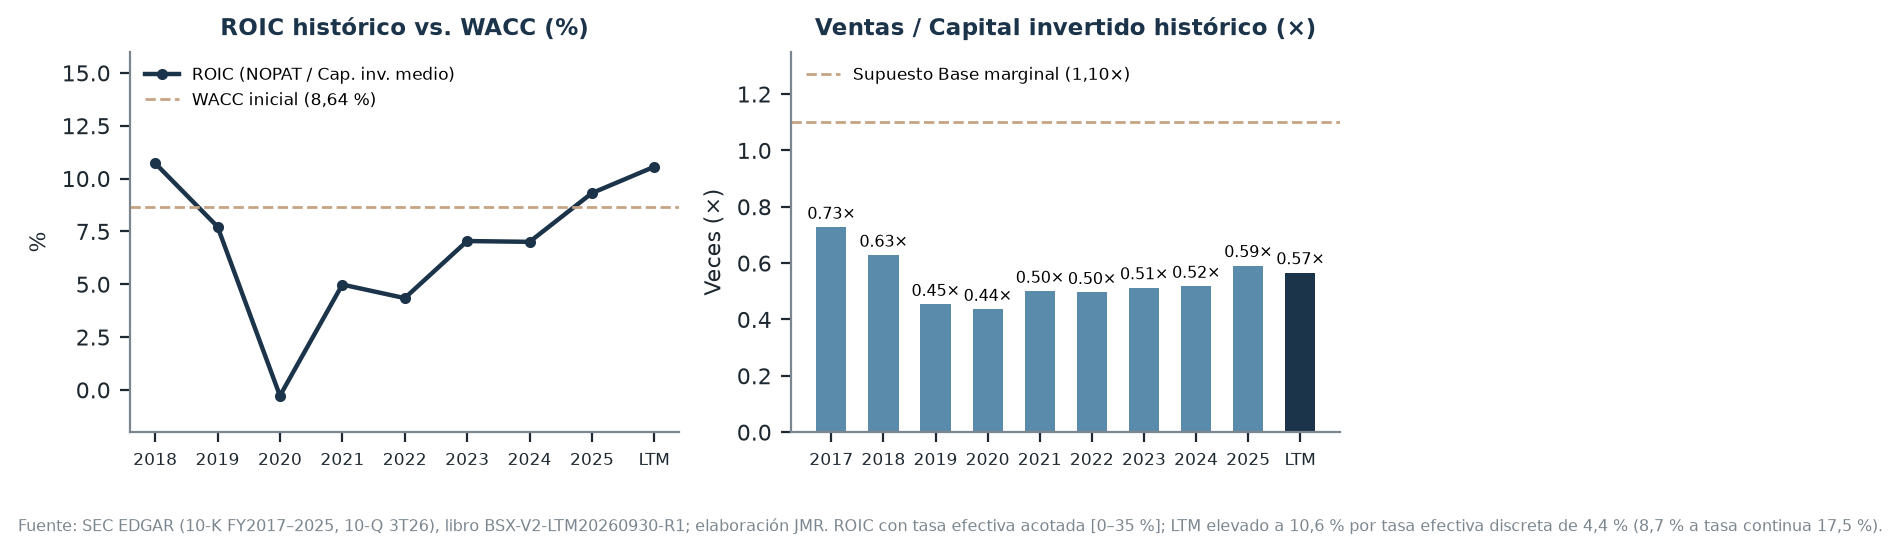 ROIC histórico vs. WACC (%)
ROIC (NOPAT / Cap. inv. medio)
WACC inicial (8,64 %)
%
15.0
12.5
10.0
7.5
5.0
2.5
0.0
2018 2019 2020 2021 2022 2023 2024 2025 LTM
Ventas / Capital invertido histórico (×)
Supuesto Base marginal (1,10×)
Veces (×)
1.2
1.0
0.8
0.6
0.4
0.2
0.0
0.73× 0.63× 0.45× 0.44× 0.50× 0.50× 0.51× 0.52× 0.59× 0.57×
2017 2018 2019 2020 2021 2022 2023 2024 2025 LTM
Fuente: SEC EDGAR (10-K FY2017–2025, 10-Q 3T26), libro BSX-V2-LTM20260930-R1; elaboración JMR. ROIC con tasa efectiva acotada [0–35 %]; LTM elevado a 10,6 % por tasa efectiva discreta de 4,4 % (8,7 % a tasa continua 17,5 %).